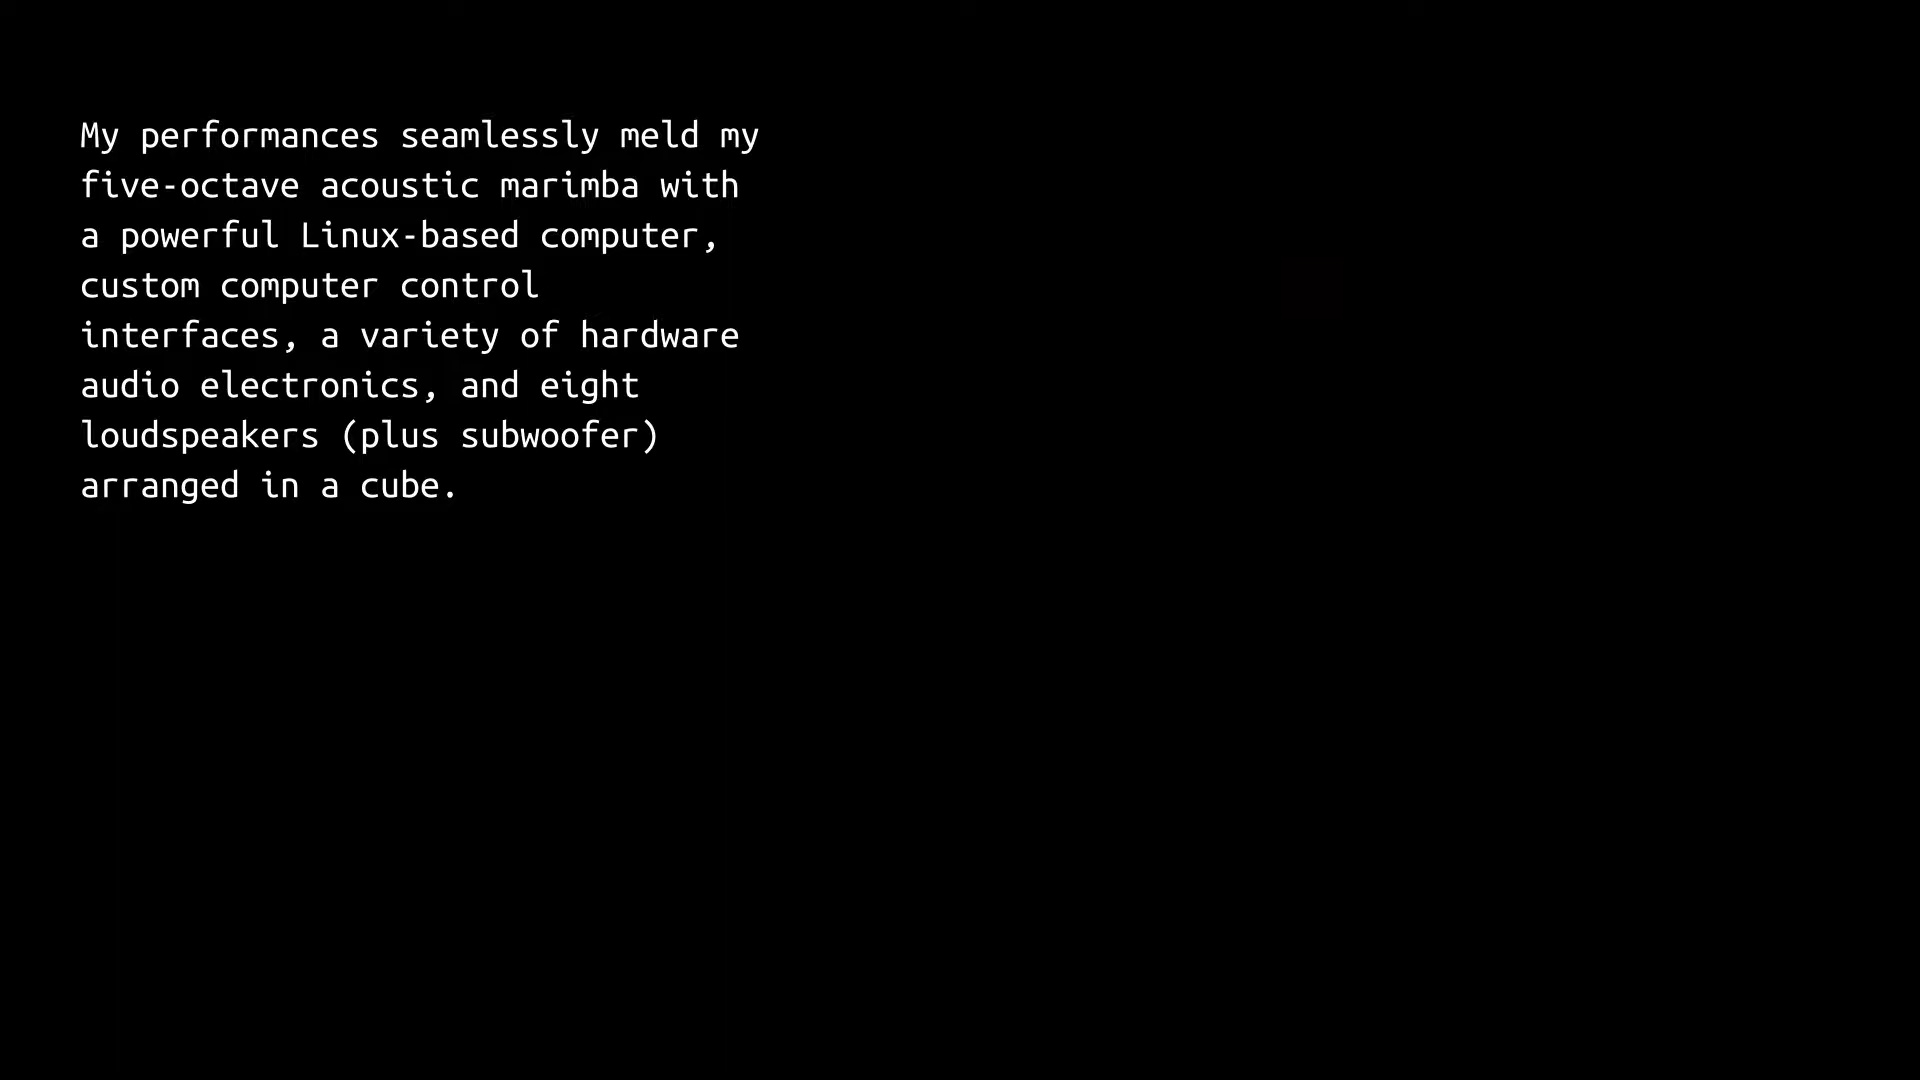 My performances seamlessly meld my
five-octave acoustic marimba with
a powerful Linux-based computer,
custom computer control
interfaces, a variety of hardware
audio electronics, and eight
loudspeakers (plus subwoofer)
arranged in a cube.